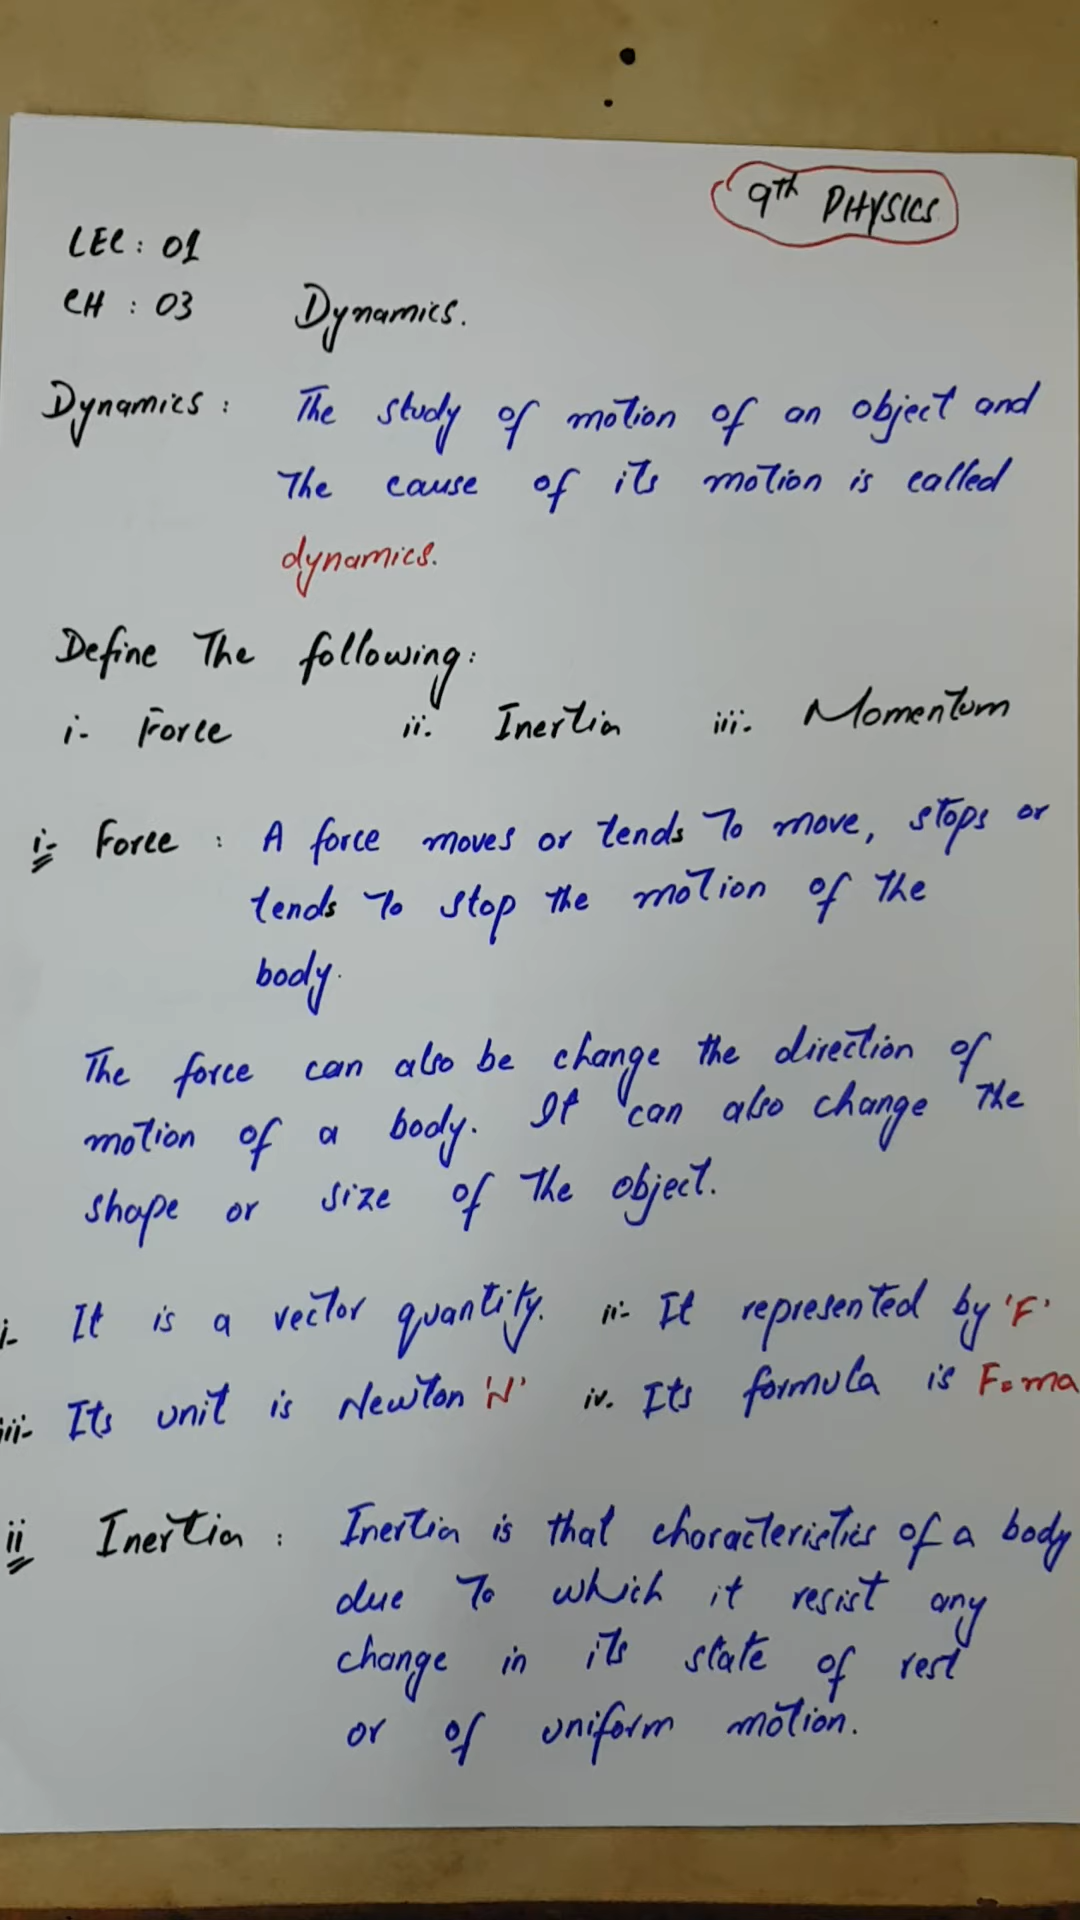 9th PHYSICS
LEC: 01
CH : 03 Dynamics.
Dynamics: The study of motion of an object and
The cause of its motion is called
dynamics.
Define The following:
i- Force ii. Inertia iii. Momentum
i- Force : A force moves or tends To move, stops or
tends To stop the motion of the
body.
The force can also be change the direction of
motion of a body. It can also change The
shape or size of The object.
i- It is a vector quantity. ii- It represented by 'F'
iii- Its unit is Newton 'N' iv. Its formula is F=ma
ii Inertia : Inertia is that characteristics of a body
due To which it resist any
change in its state of rest
or of uniform motion.